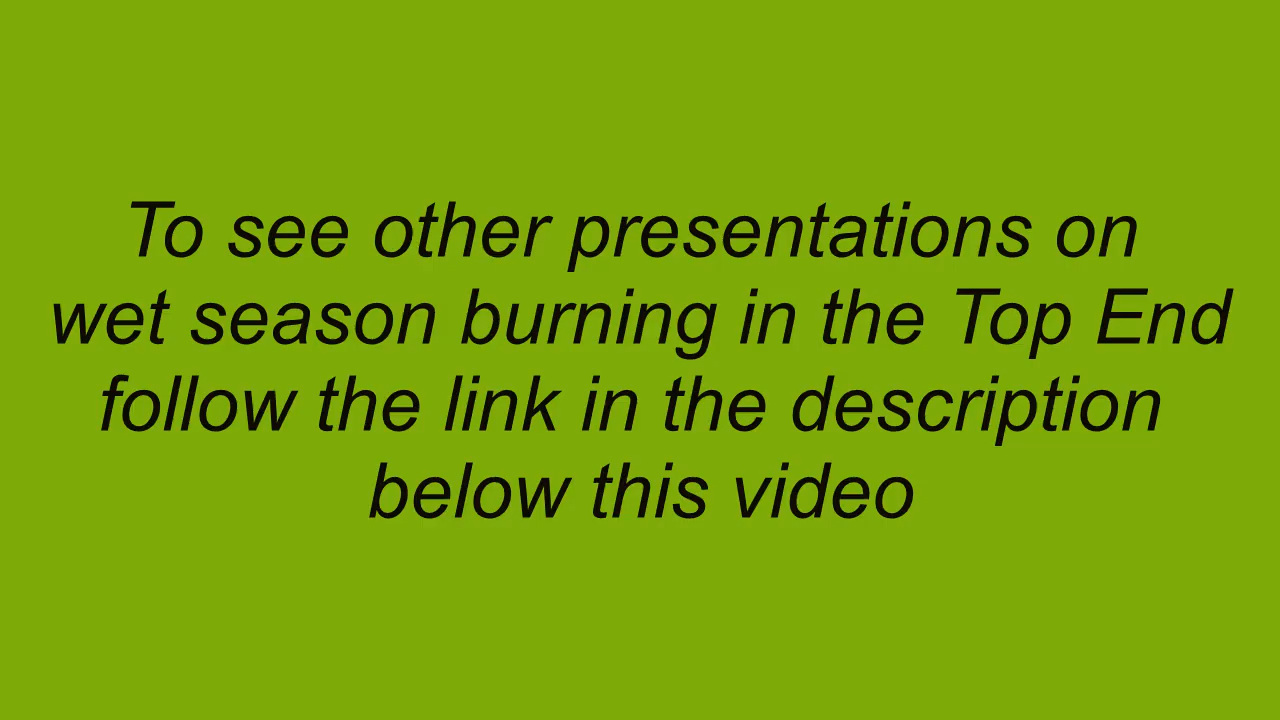 To see other presentations on
wet season burning in the Top End
follow the link in the description
below this video